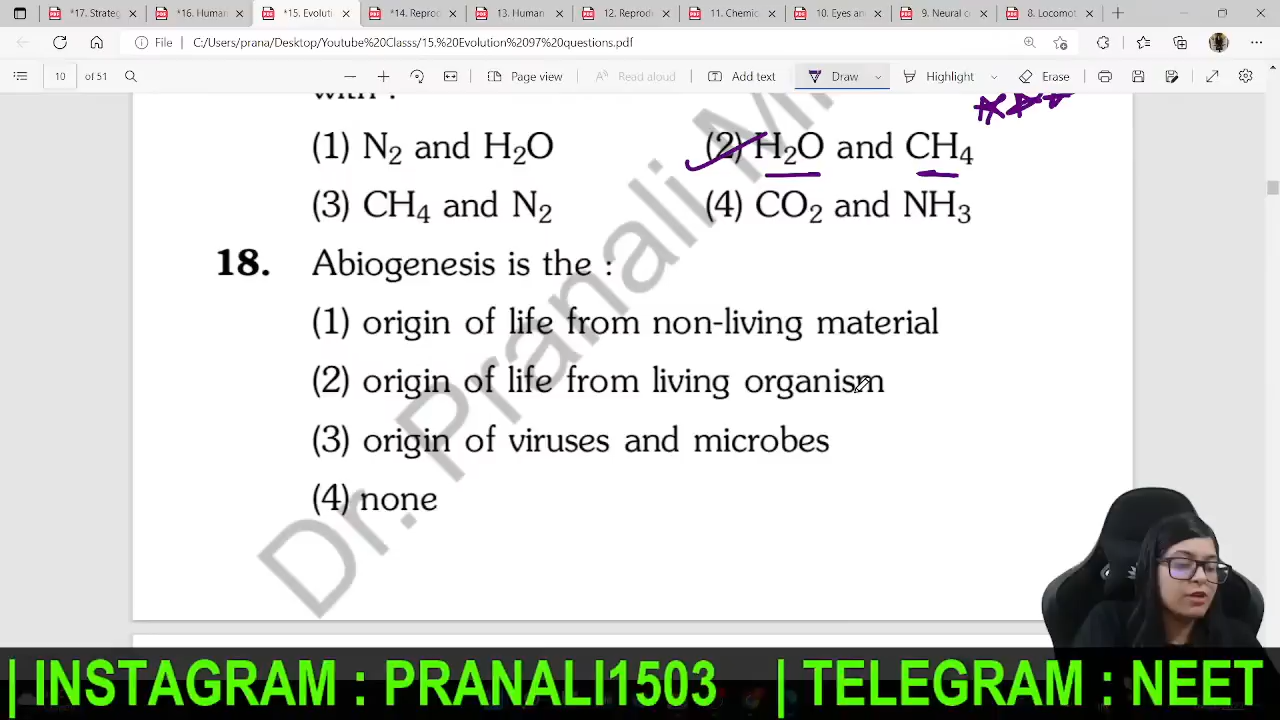 *17. Strateg
*16. Human
*15. Evoluti
*14. Reprod
13. Human
12. Reprod
11. Chemic
10. Eyes an
9. Neural co
8. Locomot
File
C:/Users/prana/Desktop/Youtube%20Classs/15.%20Evolution%2097%20questions.pdf
10 of 51
Page view
Read aloud
Add text
Draw
Highlight
Erase
with :
(1) N2 and H2O
(2) H2O and CH4
(3) CH4 and N2
(4) CO2 and NH3
18. Abiogenesis is the :
(1) origin of life from non-living material
(2) origin of life from living organism
(3) origin of viruses and microbes
(4) none
Dr. Pranali Mi
| INSTAGRAM : PRANALI1503 | TELEGRAM : NEET